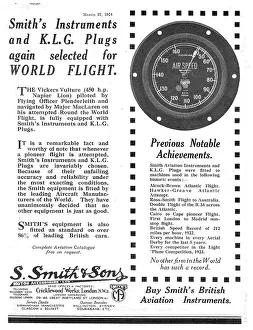 MARCH 27, 1924
Smith's Instruments
and K.L.G. Plugs
again selected for
WORLD FLIGHT.
THE Vickers Vulture (450 h.p.
Napier Lion) piloted by
Flying Officer Plenderleith and
navigated by Major MacLaren on
his attempted Round the World
Flight, is fully equipped with
Smith's Instruments and K.L.G.
Plugs.
IT is a remarkable fact and
worthy of note that whenever
a pioneer flight is attempted,
Smith's Instruments and K.L.G.
Plugs are invariably chosen.
Because of their unfailing
accuracy and reliability under
the most exacting conditions,
the Smith equipment is fitted by
the leading Aircraft Manufac-
turers of the World. They have
unanimously decided that no
other equipment is just as good.
SMITH'S equipment is also
fitted as standard on over
86% of leading British cars.
Complete Aviation Catalogue
free on request.
S. Smith & Sons
Cricklewood Works, London. N.W.2.
AIR SPEED
Previous Notable
Achievements.
Smith Aviation Instruments and
K.L.G. Plugs were fitted to
machines used in the following
historic events:—
Alcock-Brown Atlantic Flight.
Hawker-Grieve Atlantic
Attempt.
Ross-Smith Flight to Australia.
Double Flight of the R.34 across
the Atlantic.
Cairo to Cape pioneer Flight.
First London to Madrid non-
stop flight.
British Speed Record of 212
miles per hour, 1922.
Every machine in every Aerial
Derby for the last 5 years.
Every competitor in the Light
'Plane Competition, 1923.
No other firm in the World
has such a record.
Buy Smith's British
Aviation Instruments.